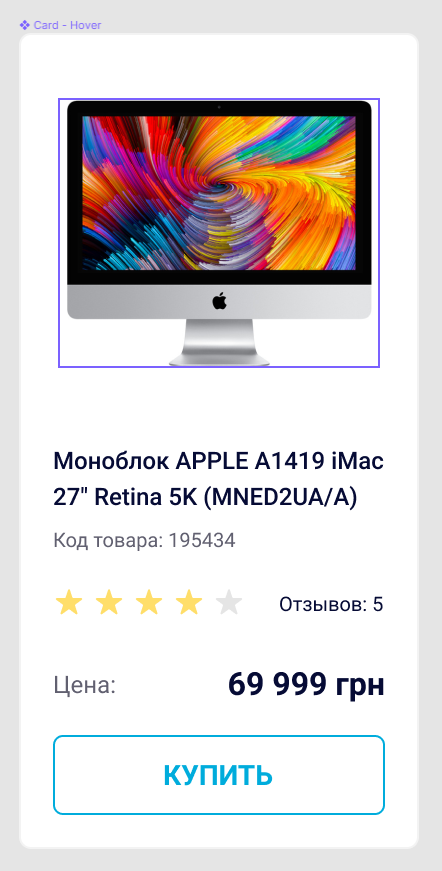 Card - Hover
Моноблок APPLE A1419 iMac
27" Retina 5K (MNED2UA/A)
Код товара: 195434
Отзывов: 5
Цена:
69 999 грн
КУПИТЬ